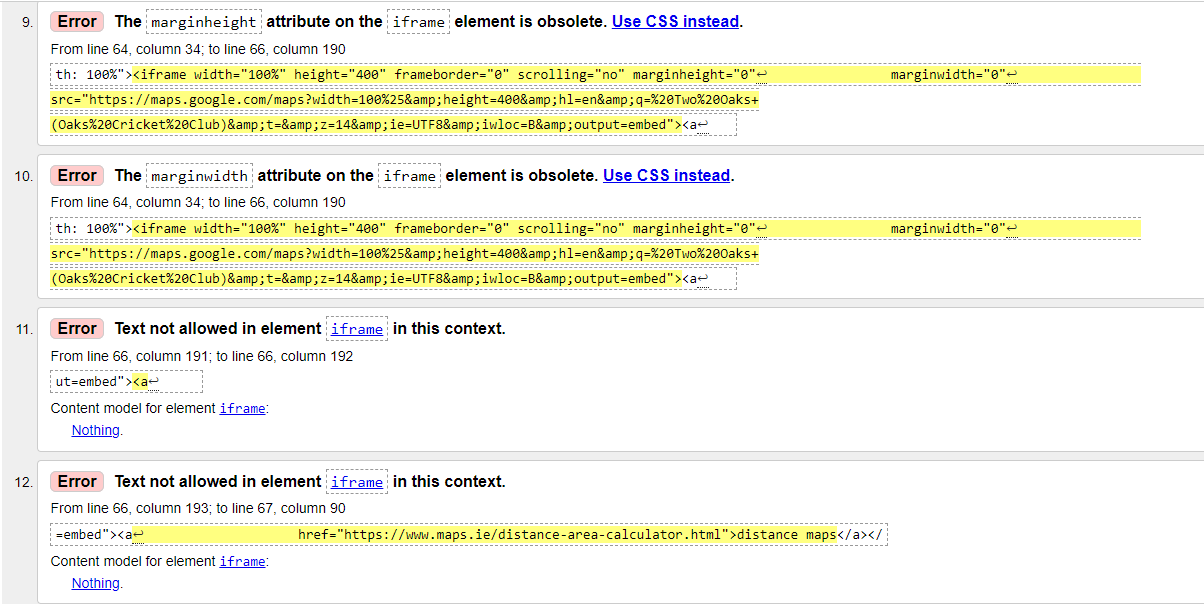 9. Error The marginheight attribute on the iframe element is obsolete. Use CSS instead.
From line 64, column 34; to line 66, column 190
th: 100%"><iframe width="100%" height="400" frameborder="0" scrolling="no" marginheight="0"↩ marginwidth="0"↩
src="https://maps.google.com/maps?width=100%25&amp;height=400&amp;hl=en&amp;q=%20Two%20Oaks+
(Oaks%20Cricket%20Club)&amp;t=&amp;z=14&amp;ie=UTF8&amp;iwloc=B&amp;output=embed"><a↩
10. Error The marginwidth attribute on the iframe element is obsolete. Use CSS instead.
From line 64, column 34; to line 66, column 190
th: 100%"><iframe width="100%" height="400" frameborder="0" scrolling="no" marginheight="0"↩ marginwidth="0"↩
src="https://maps.google.com/maps?width=100%25&amp;height=400&amp;hl=en&amp;q=%20Two%20Oaks+
(Oaks%20Cricket%20Club)&amp;t=&amp;z=14&amp;ie=UTF8&amp;iwloc=B&amp;output=embed"><a↩
11. Error Text not allowed in element iframe in this context.
From line 66, column 191; to line 66, column 192
ut=embed"><a↩
Content model for element iframe:
Nothing.
12. Error Text not allowed in element iframe in this context.
From line 66, column 193; to line 67, column 90
=embed"><a↩ href="https://www.maps.ie/distance-area-calculator.html">distance maps</a></
Content model for element iframe:
Nothing.